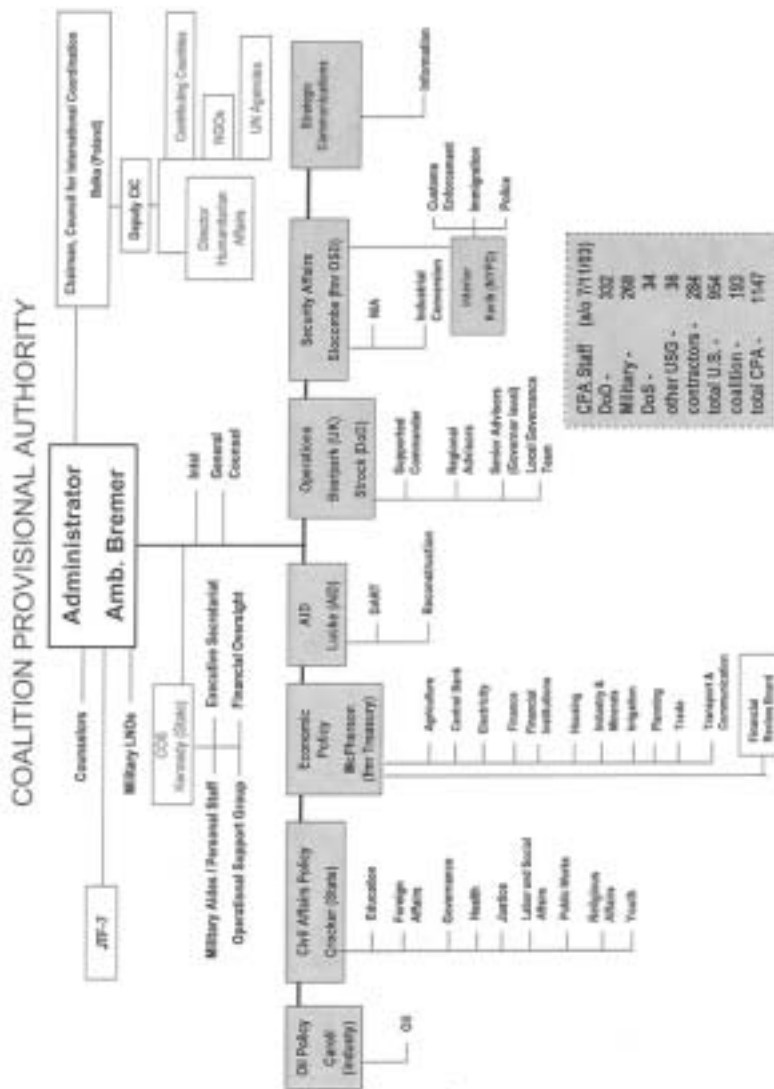 COALITION PROVISIONAL AUTHORITY
Administrator
Amb. Bremer
Chairman, Council for International Coordination
Belka (Poland)
Deputy CIC
Director
Humanitarian
Affairs
Contributing Countries
NGOs
UN Agencies
Counselors
Military LNOs
Intel
General
Counsel
COS
Kennedy (State)
Military Aides / Personal Staff
Executive Secretariat
Operational Support Group
Financial Oversight
Oil Policy
Caroll
(Industry)
Oil
Civil Affairs Policy
Crocker (State)
Education
Foreign
Affairs
Governance
Health
Justice
Labor and Social
Affairs
Public Works
Religious
Affairs
Youth
Economic
Policy
McPherson
(fmr Treasury)
Agriculture
Central Bank
Electricity
Finance
Financial
Institutions
Housing
Industry &
Minerals
Irrigation
Planning
Trade
Transport &
Communication
Financial
Review Board
AID
Lucke (AID)
DART
Reconstruction
Operations
(UK)
Strock (DoD)
Supported
Commander
Regional
Advisors
Senior Advisors
(Governor level)
Local Governance
Team
Security Affairs
Slocombe (fmr OSD)
Industrial
Conversion
Interior
Kerik (NYPD)
Customs
Enforcement
Immigration
Police
Strategic
Communications
Information
CPA Staff (a/o 7/11/03)
DoD - 332
Military - 268
DoS - 34
other USG - 36
contractors - 284
total U.S. - 954
coalition - 193
total CPA - 1147